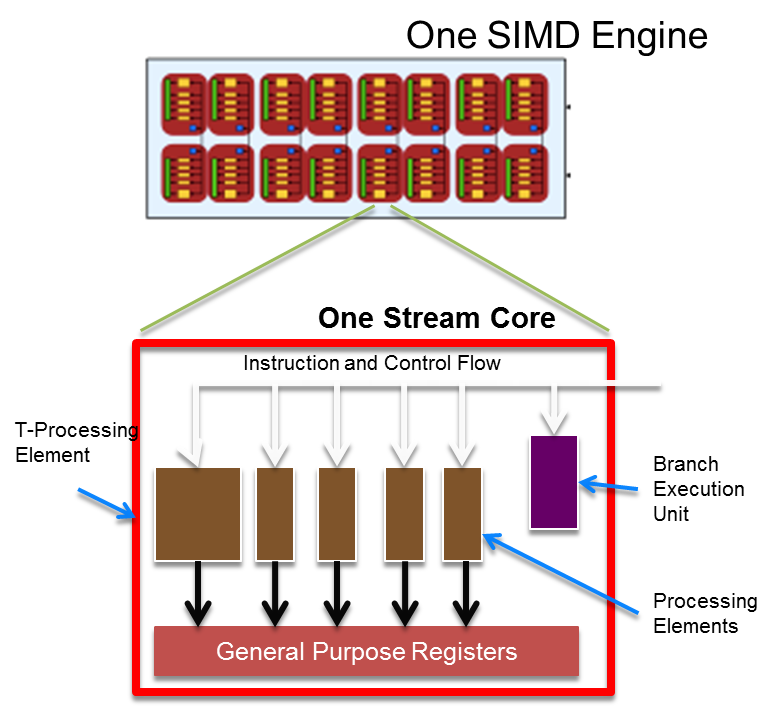 One SIMD Engine
One Stream Core
Instruction and Control Flow
T-Processing
Element
Branch
Execution
Unit
Processing
Elements
General Purpose Registers